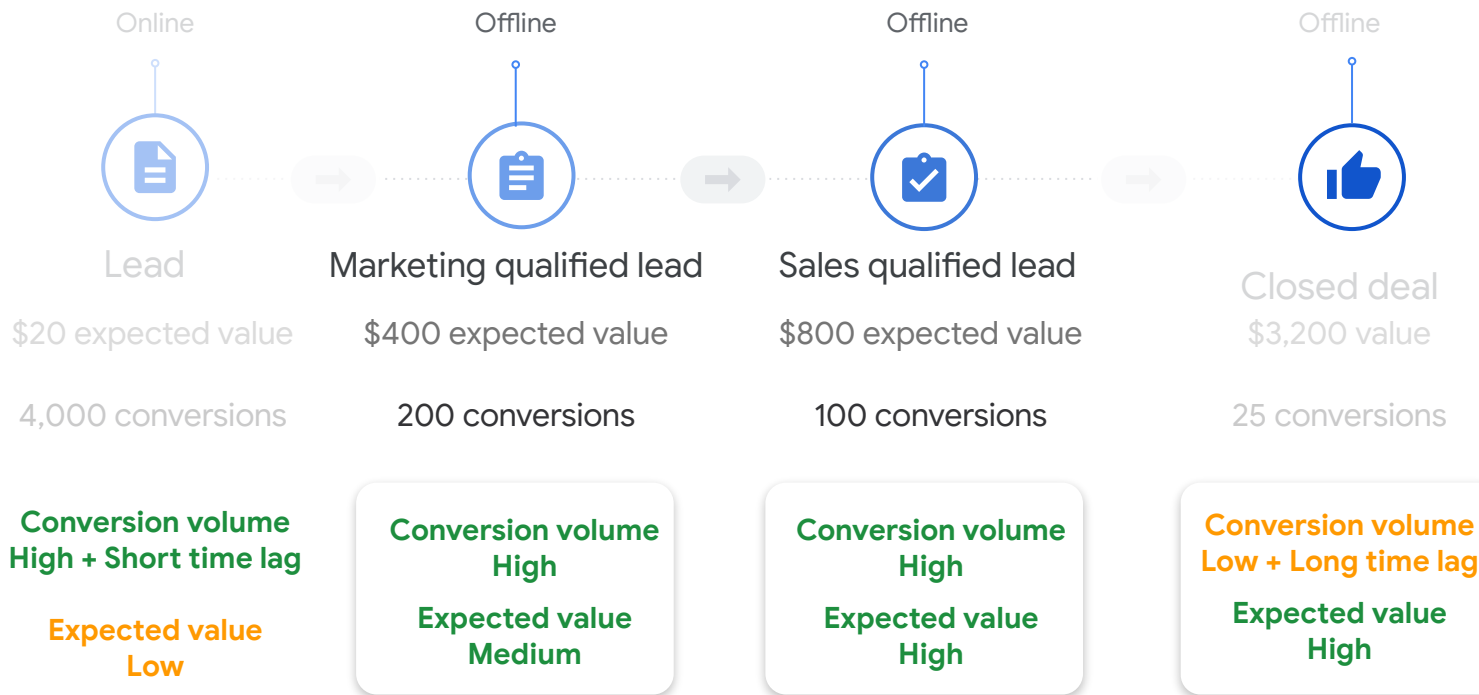 Online
Offline
Offline
Offline
Lead
Marketing qualified lead
Sales qualified lead
Closed deal
$20 expected value
$400 expected value
$800 expected value
$3,200 value
4,000 conversions
200 conversions
100 conversions
25 conversions
Conversion volume
High + Short time lag
Expected value
Low
Conversion volume
High
Expected value
Medium
Conversion volume
High
Expected value
High
Conversion volume
Low + Long time lag
Expected value
High